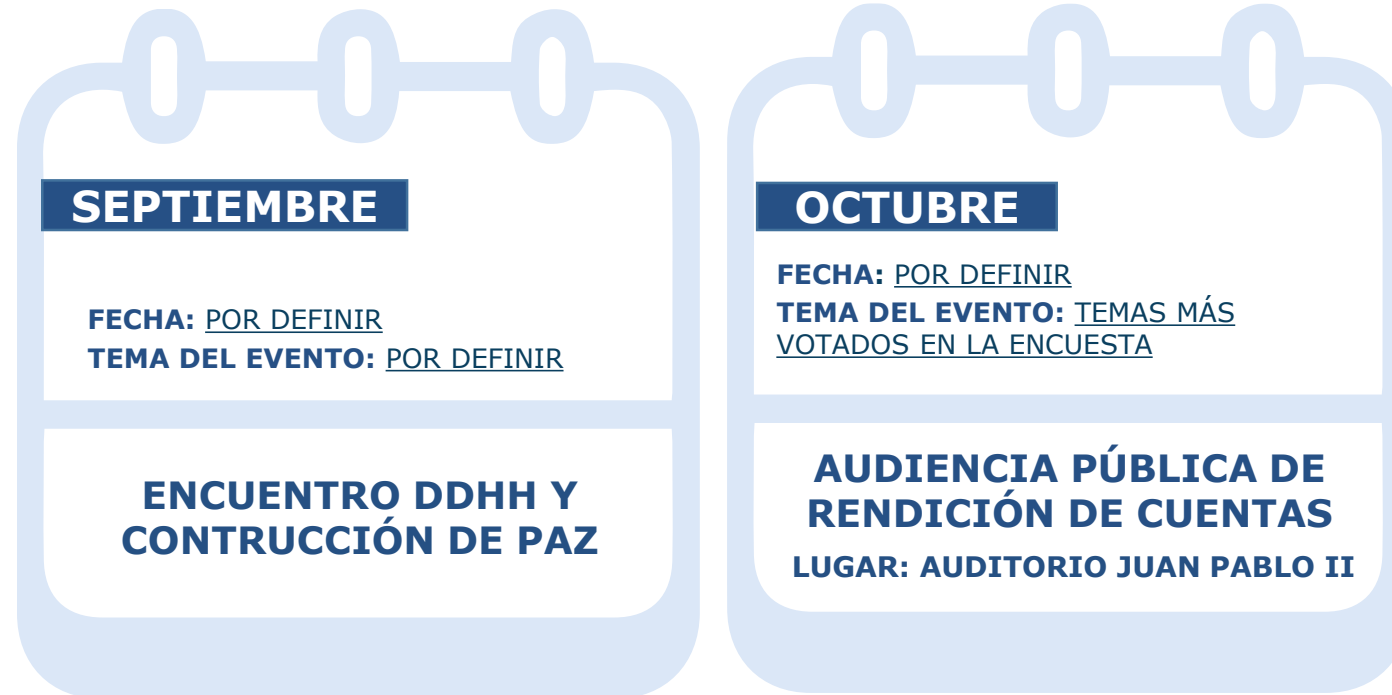 SEPTIEMBRE
FECHA: POR DEFINIR
TEMA DEL EVENTO: POR DEFINIR
ENCUENTRO DDHH Y
CONTRUCCIÓN DE PAZ
OCTUBRE
FECHA: POR DEFINIR
TEMA DEL EVENTO: TEMAS MÁS
VOTADOS EN LA ENCUESTA
AUDIENCIA PÚBLICA DE
RENDICIÓN DE CUENTAS
LUGAR: AUDITORIO JUAN PABLO II